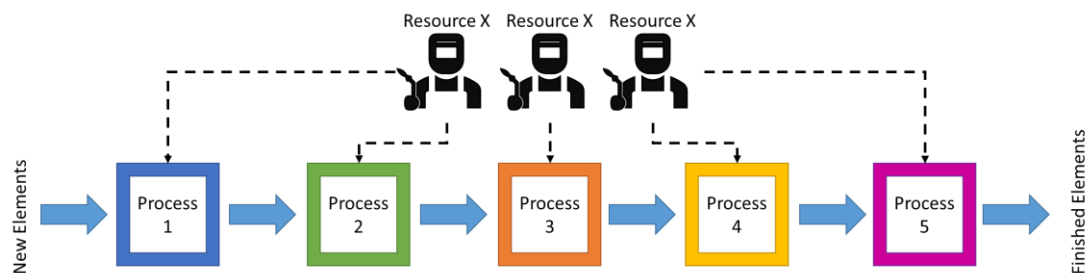 Resource X
Resource X
Resource X
New Elements
Process
1
Process
2
Process
3
Process
4
Process
5
Finished Elements